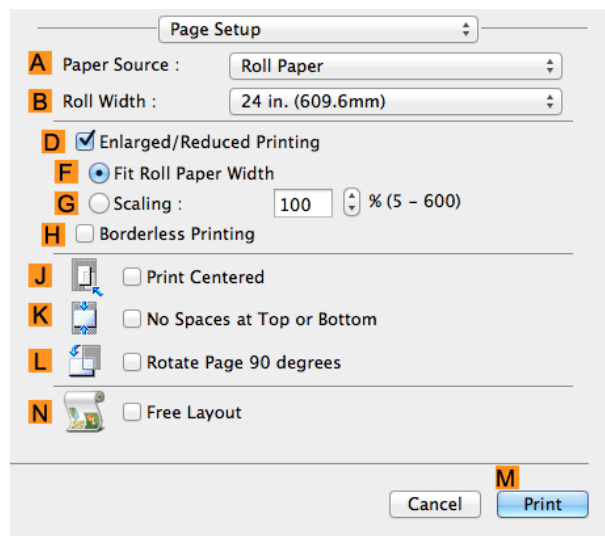 Page Setup
A Paper Source : Roll Paper
B Roll Width : 24 in. (609.6mm)
D Enlarged/Reduced Printing
F Fit Roll Paper Width
G Scaling : 100 % (5 – 600)
H Borderless Printing
J Print Centered
K No Spaces at Top or Bottom
L Rotate Page 90 degrees
N Free Layout
M
Cancel Print